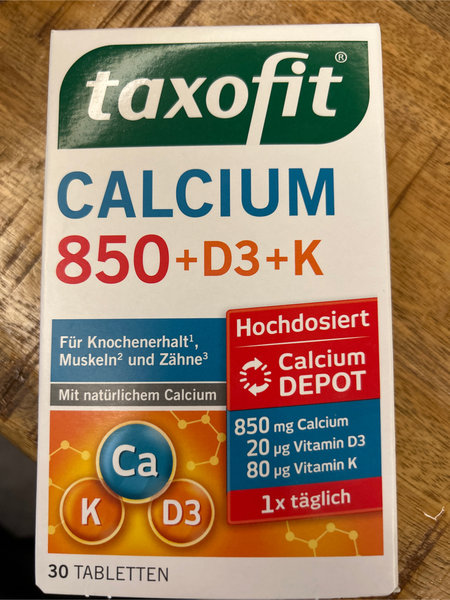 taxofit®
CALCIUM
850+D3+K
Für Knochenerhalt¹,
Muskeln² und Zähne³
Mit natürlichem Calcium
Hochdosiert
Calcium
DEPOT
850 mg Calcium
20 µg Vitamin D3
80 µg Vitamin K
1x täglich
Ca
K
D3
30 TABLETTEN